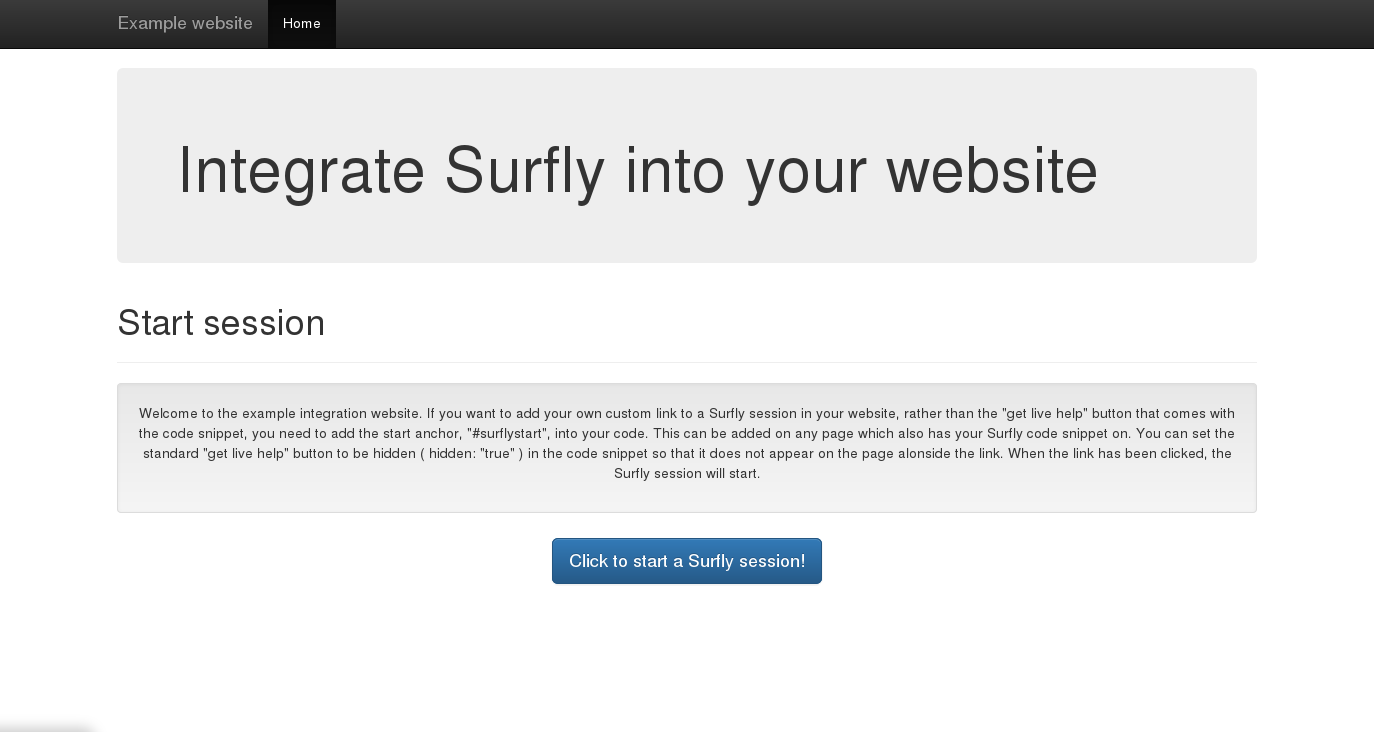 Example website Home
Integrate Surfly into your website
Start session
Welcome to the example integration website. If you want to add your own custom link to a Surfly session in your website, rather than the "get live help" button that comes with
the code snippet, you need to add the start anchor, "#surflystart", into your code. This can be added on any page which also has your Surfly code snippet on. You can set the
standard "get live help" button to be hidden ( hidden: "true" ) in the code snippet so that it does not appear on the page alonside the link. When the link has been clicked, the
Surfly session will start.
Click to start a Surfly session!